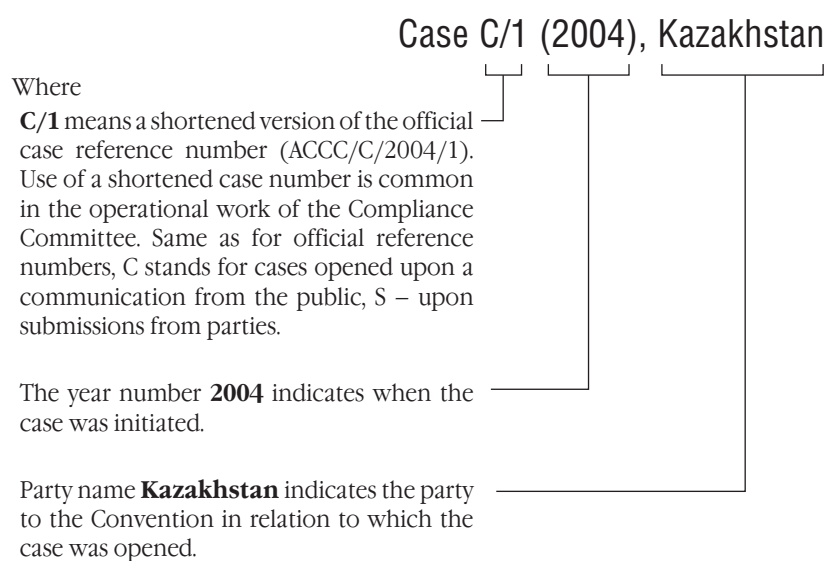 Case C/1 (2004), Kazakhstan
Where
C/1 means a shortened version of the official
case reference number (ACCC/C/2004/1).
Use of a shortened case number is common
in the operational work of the Compliance
Committee. Same as for official reference
numbers, C stands for cases opened upon a
communication from the public, S – upon
submissions from parties.
The year number 2004 indicates when the
case was initiated.
Party name Kazakhstan indicates the party
to the Convention in relation to which the
case was opened.